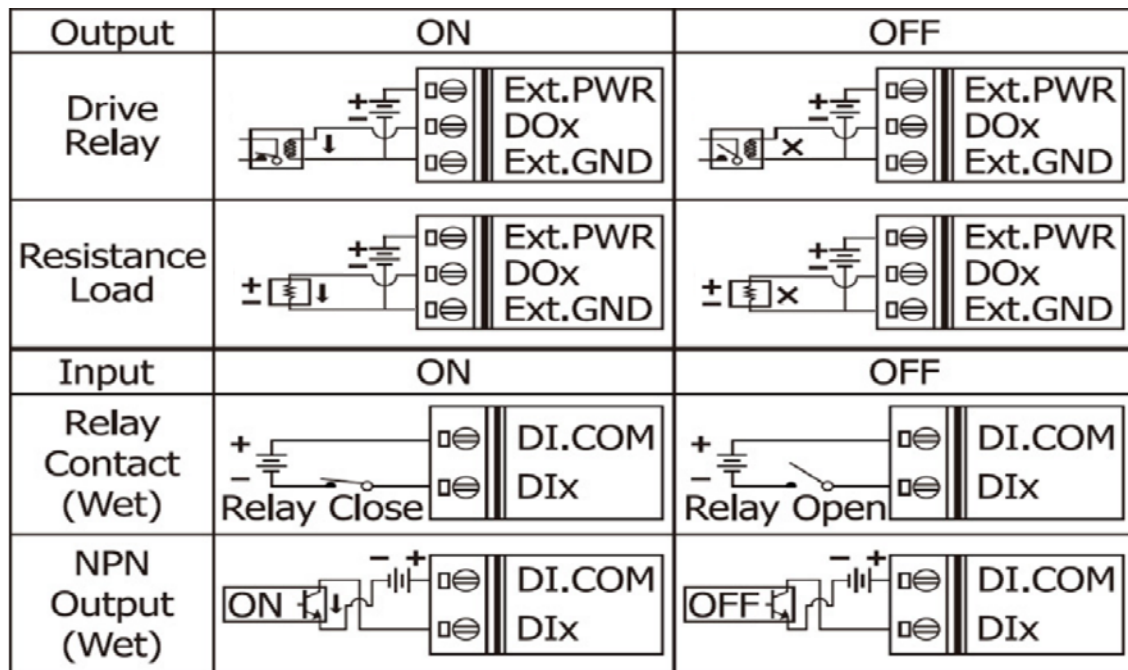 Output ON OFF
Drive
Relay
+
−
Ext.PWR
DOx
Ext.GND
+
−
Ext.PWR
DOx
Ext.GND
Resistance
Load
+
−
+
−
Ext.PWR
DOx
Ext.GND
+
−
+
−
Ext.PWR
DOx
Ext.GND
Input ON OFF
Relay
Contact
(Wet)
+
−
Relay Close
DI.COM
DIx
+
−
Relay Open
DI.COM
DIx
NPN
Output
(Wet)
− +
ON
DI.COM
DIx
− +
OFF
DI.COM
DIx